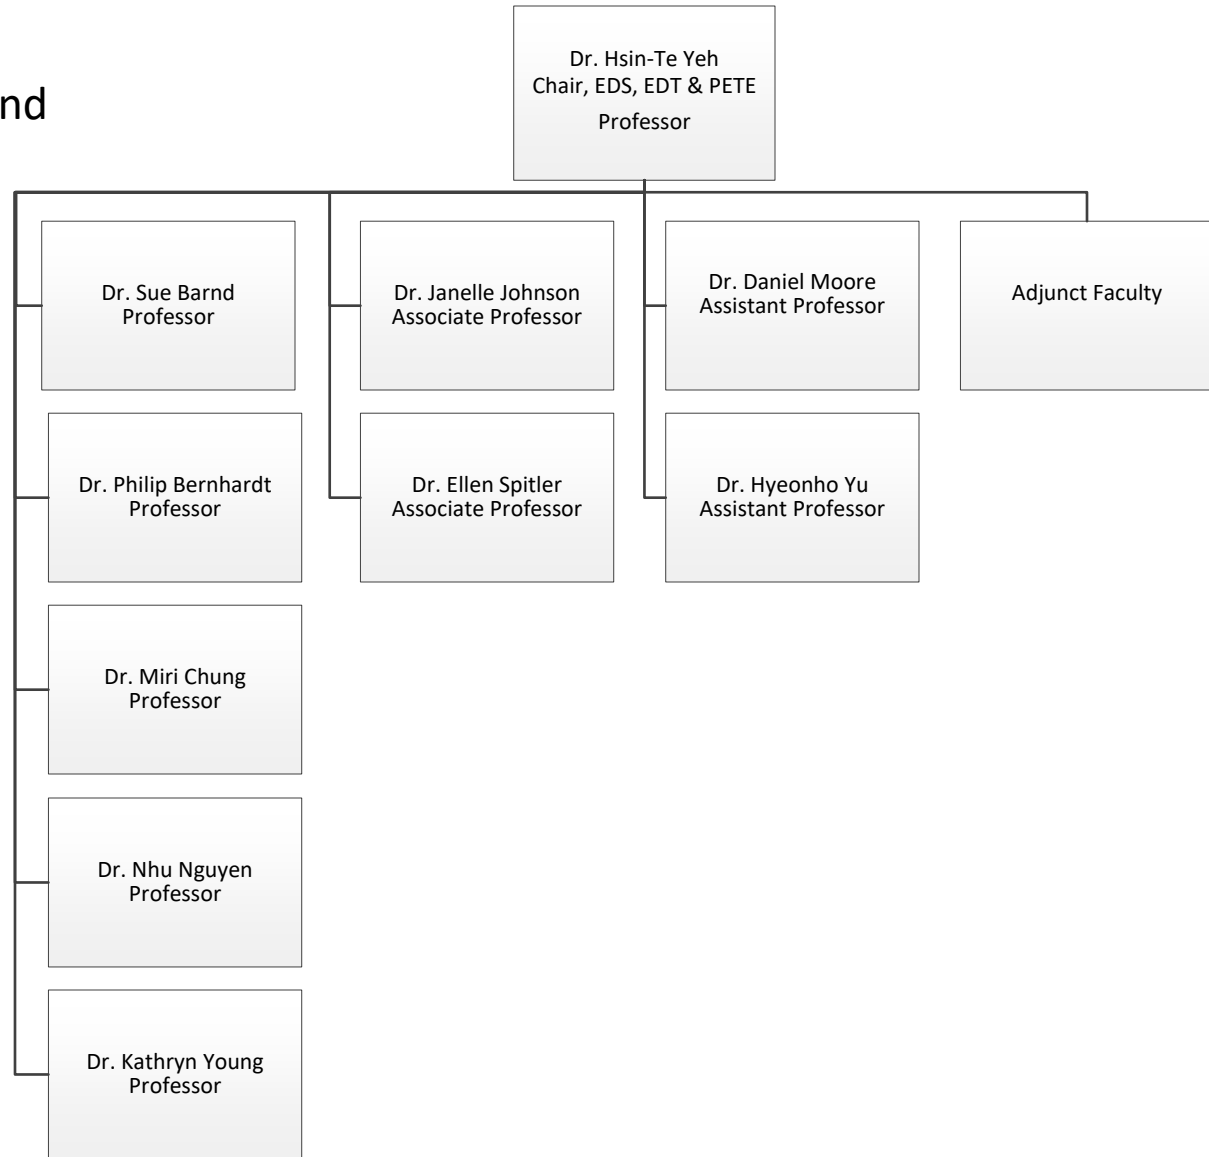 nd
Dr. Hsin-Te Yeh
Chair, EDS, EDT & PETE
Professor
Dr. Sue Barnd
Professor
Dr. Janelle Johnson
Associate Professor
Dr. Daniel Moore
Assistant Professor
Adjunct Faculty
Dr. Philip Bernhardt
Professor
Dr. Ellen Spitler
Associate Professor
Dr. Hyeonho Yu
Assistant Professor
Dr. Miri Chung
Professor
Dr. Nhu Nguyen
Professor
Dr. Kathryn Young
Professor